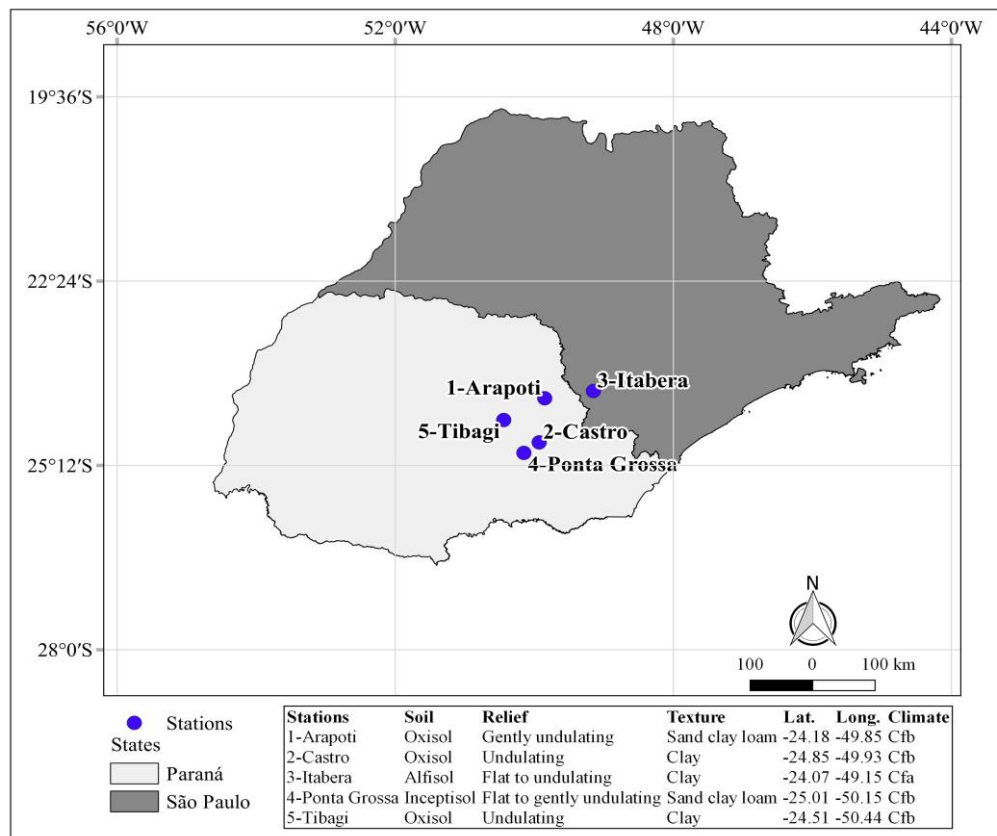 56°0′W 52°0′W 48°0′W 44°0′W
19°36′S
22°24′S
1-Arapoti 3-Itabera
5-Tibagi 2-Castro
25°12′S 4-Ponta Grossa
N
28°0′S
100 0 100 km
Stations
States
Paraná
São Paulo
Stations Soil Relief Texture Lat. Long. Climate
1-Arapoti Oxisol Gently undulating Sand clay loam -24.18 -49.85 Cfb
2-Castro Oxisol Undulating Clay -24.85 -49.93 Cfb
3-Itabera Alfisol Flat to undulating Clay -24.07 -49.15 Cfa
4-Ponta Grossa Inceptisol Flat to gently undulating Sand clay loam -25.01 -50.15 Cfb
5-Tibagi Oxisol Undulating Clay -24.51 -50.44 Cfb